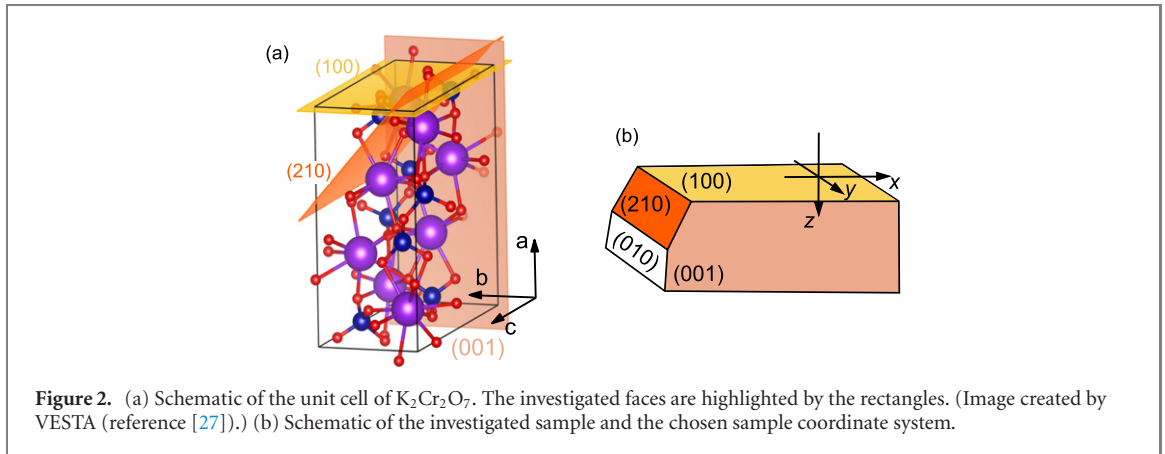 (a)
(100)
(210)
a
b
c
(001)
(b)
(100)
x
y
(210)
z
(010)
(001)
Figure 2. (a) Schematic of the unit cell of K₂Cr₂O₇. The investigated faces are highlighted by the rectangles. (Image created by
VESTA (reference [27]).) (b) Schematic of the investigated sample and the chosen sample coordinate system.